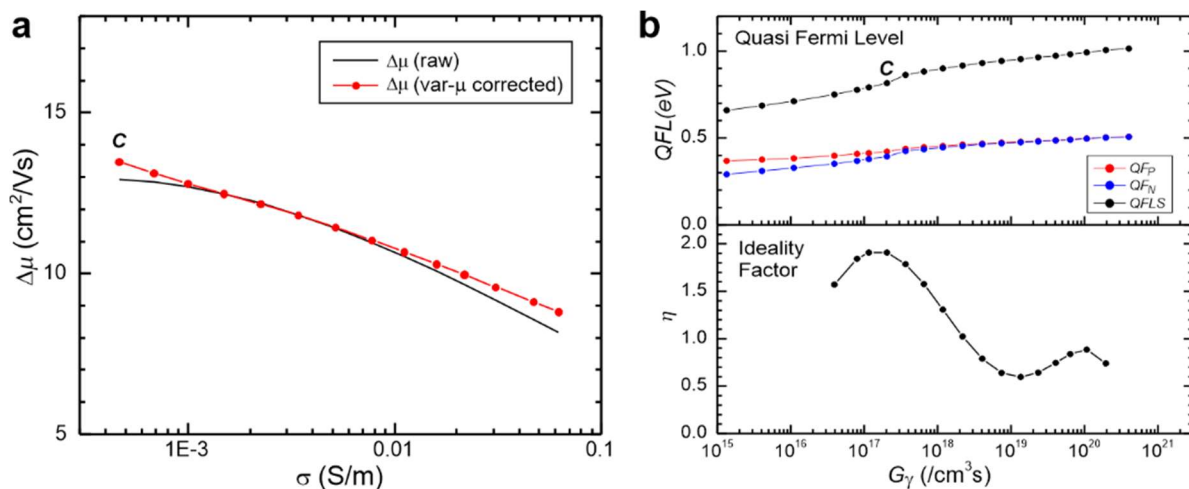 a
Δμ (cm²/Vs)
15
10
5
C
Δμ (raw)
Δμ (var-μ corrected)
1E-3
0.01
0.1
σ (S/m)
b
QFL(eV)
1.0
0.5
0.0
Quasi Fermi Level
C
QF_P
QF_N
QFLS
η
2.0
1.5
1.0
0.5
0.0
Ideality
Factor
10¹⁵
10¹⁶
10¹⁷
10¹⁸
10¹⁹
10²⁰
10²¹
Gγ (/cm³s)